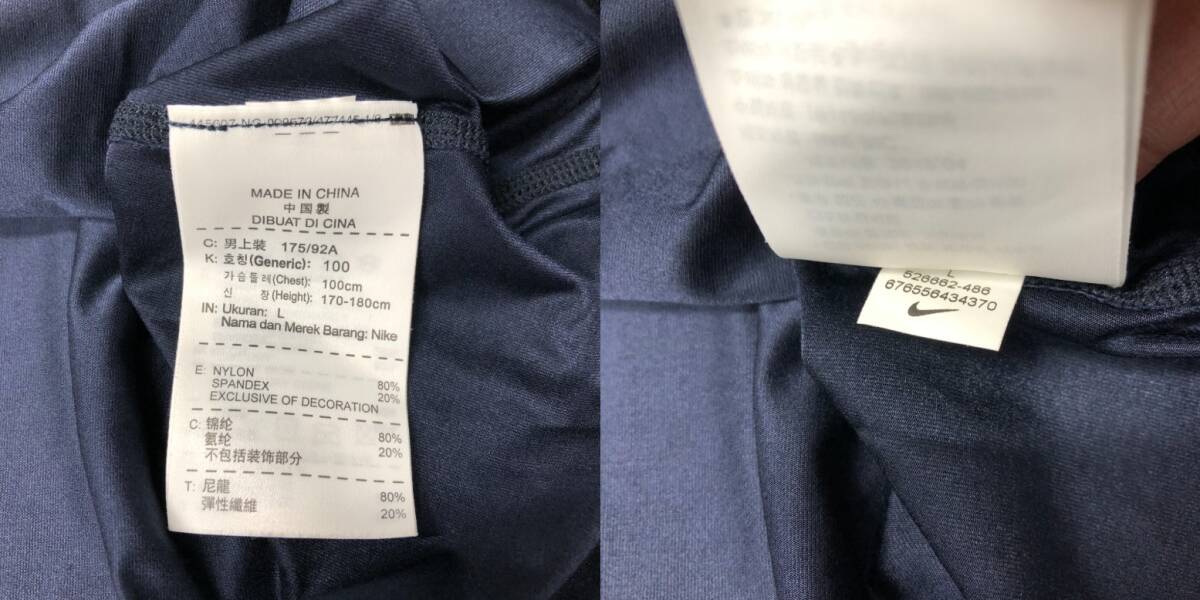 MADE IN CHINA
中国製
DIBUAT DI CINA
C: 男上装 175/92A
K: 호칭(Generic): 100
가슴둘레(Chest): 100cm
신 장(Height): 170-180cm
IN: Ukuran: L
Nama dan Merek Barang: Nike
E: NYLON 80%
SPANDEX 20%
EXCLUSIVE OF DECORATION
C: 锦纶 80%
氨纶 20%
不包括装饰部分
T: 尼龍 80%
彈性纖維 20%
L
526662-486
676556434370